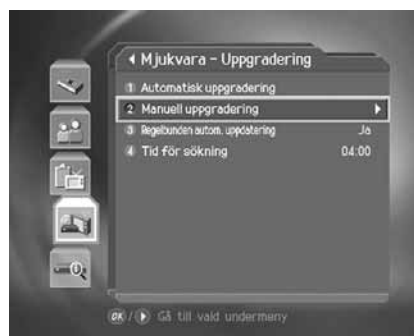 Mjukvara - Uppgradering
1 Automatisk uppgradering
2 Manuell uppgradering
3 Regelbunden autom. uppdatering Ja
4 Tid för sökning 04:00
OK / Gå till vald undermeny